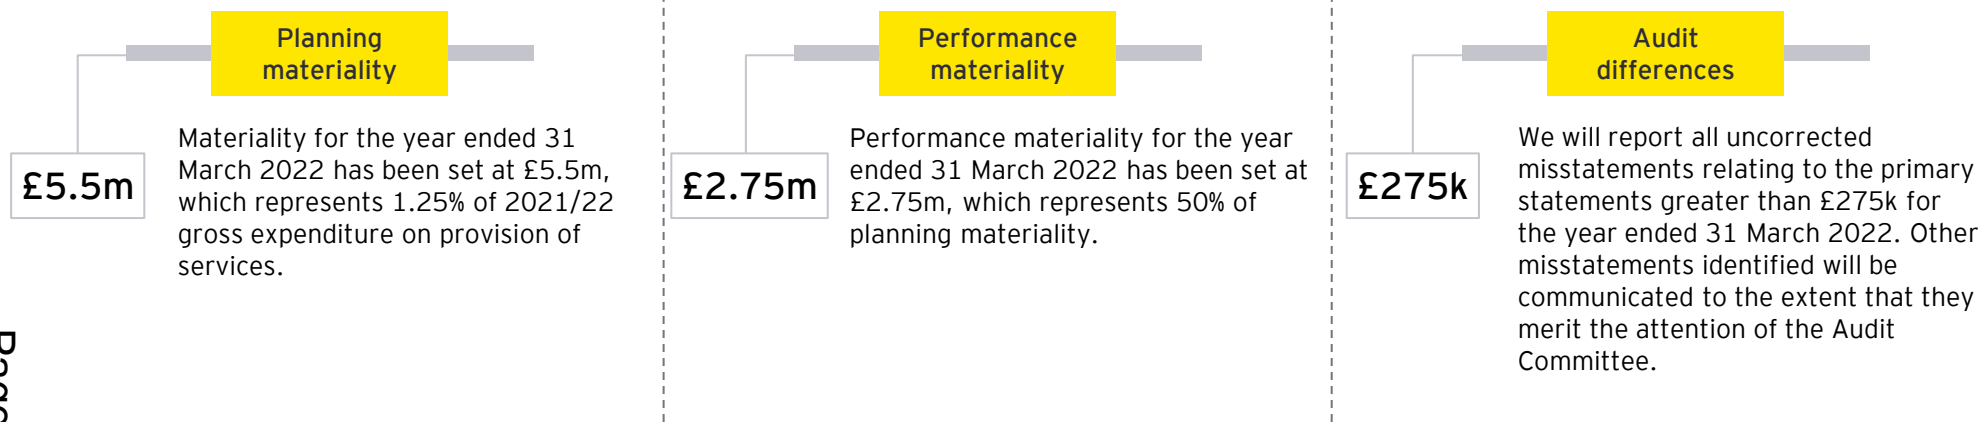 Planning
materiality
£5.5m
Materiality for the year ended 31
March 2022 has been set at £5.5m,
which represents 1.25% of 2021/22
gross expenditure on provision of
services.
Performance
materiality
£2.75m
Performance materiality for the year
ended 31 March 2022 has been set at
£2.75m, which represents 50% of
planning materiality.
Audit
differences
£275k
We will report all uncorrected
misstatements relating to the primary
statements greater than £275k for
the year ended 31 March 2022. Other
misstatements identified will be
communicated to the extent that they
merit the attention of the Audit
Committee.
Page